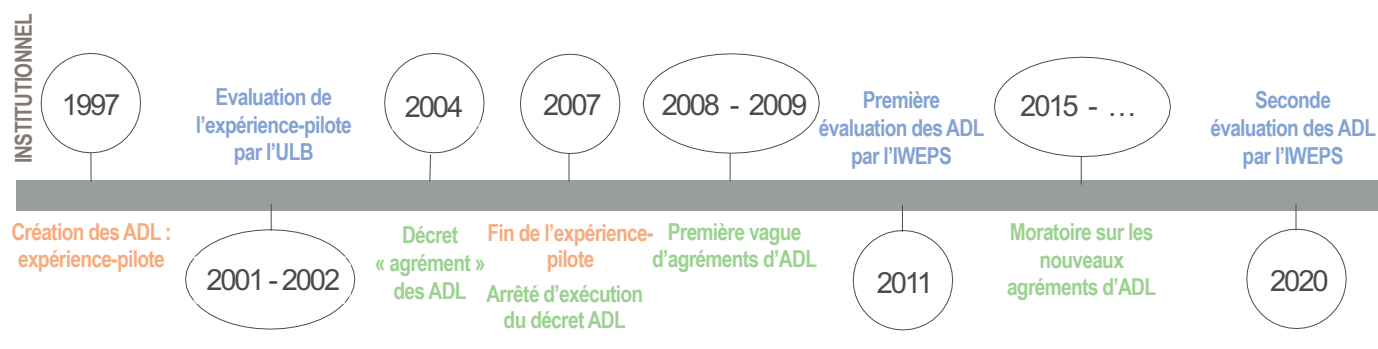 INSTITUTIONNEL
1997
Création des ADL :
expérience-pilote
Evaluation de
l'expérience-pilote
par l'ULB
2001 - 2002
2004
Décret
« agrément »
des ADL
2007
Fin de l'expérience-
pilote
Arrêté d'exécution
du décret ADL
2008 - 2009
Première vague
d'agréments d'ADL
Première
évaluation des ADL
par l'IWEPS
2011
2015 - …
Moratoire sur les
nouveaux
agréments d'ADL
Seconde
évaluation des ADL
par l'IWEPS
2020